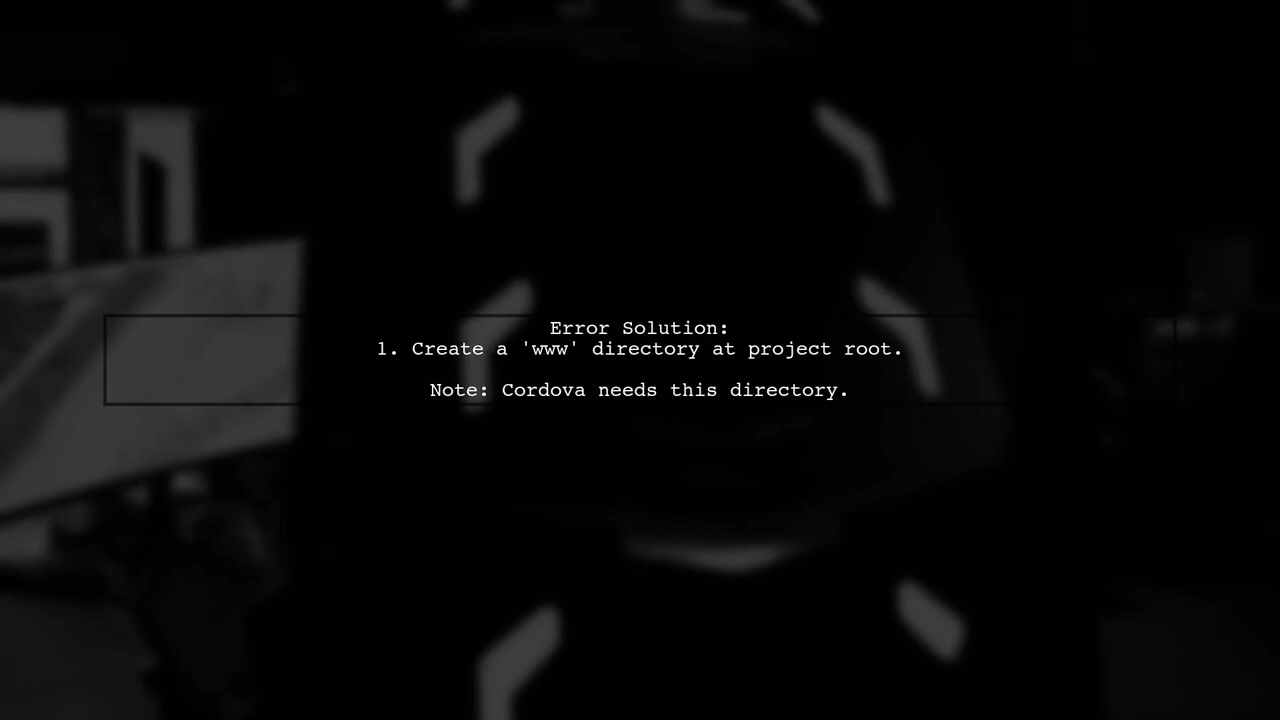 Error Solution:
1. Create a 'www' directory at project root.
Note: Cordova needs this directory.